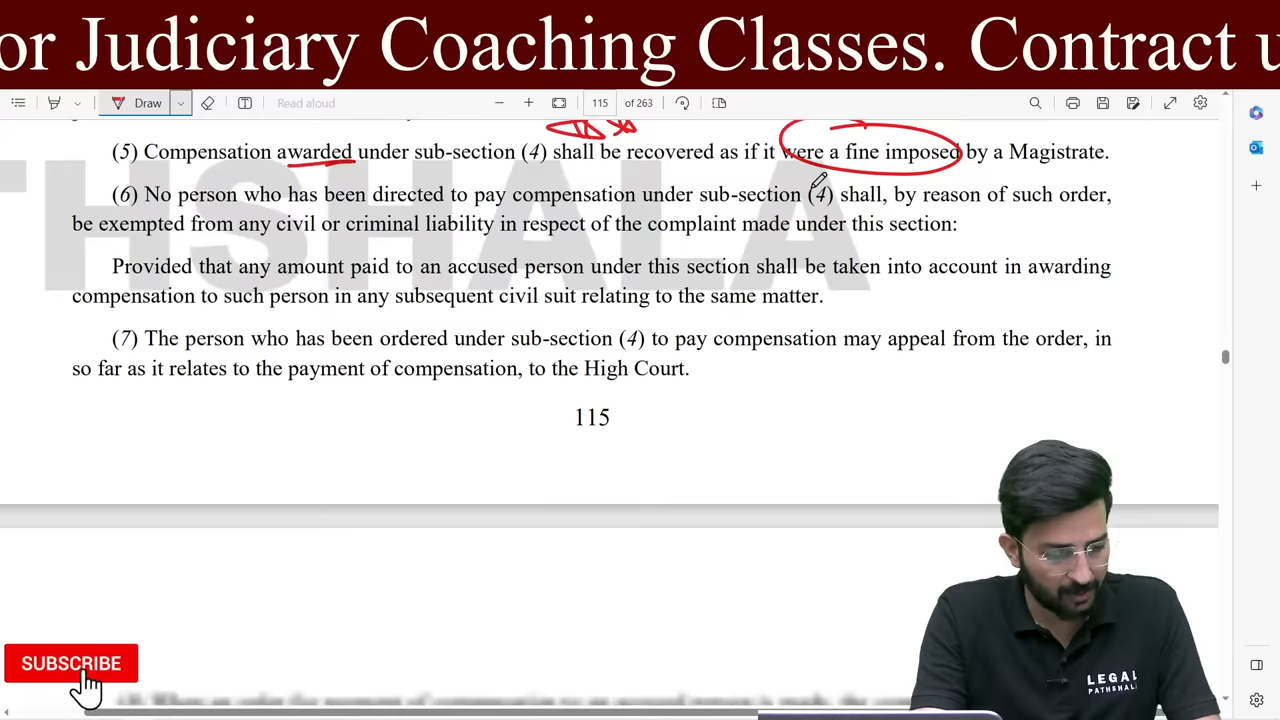 or Judiciary Coaching Classes. Contract u
Draw
Read aloud
115
of 263
(5) Compensation awarded under sub-section (4) shall be recovered as if it were a fine imposed by a Magistrate.
(6) No person who has been directed to pay compensation under sub-section (4) shall, by reason of such order,
be exempted from any civil or criminal liability in respect of the complaint made under this section:
Provided that any amount paid to an accused person under this section shall be taken into account in awarding
compensation to such person in any subsequent civil suit relating to the same matter.
(7) The person who has been ordered under sub-section (4) to pay compensation may appeal from the order, in
so far as it relates to the payment of compensation, to the High Court.
115
THSHALA
SUBSCRIBE
LEGAL
PATHSHAL